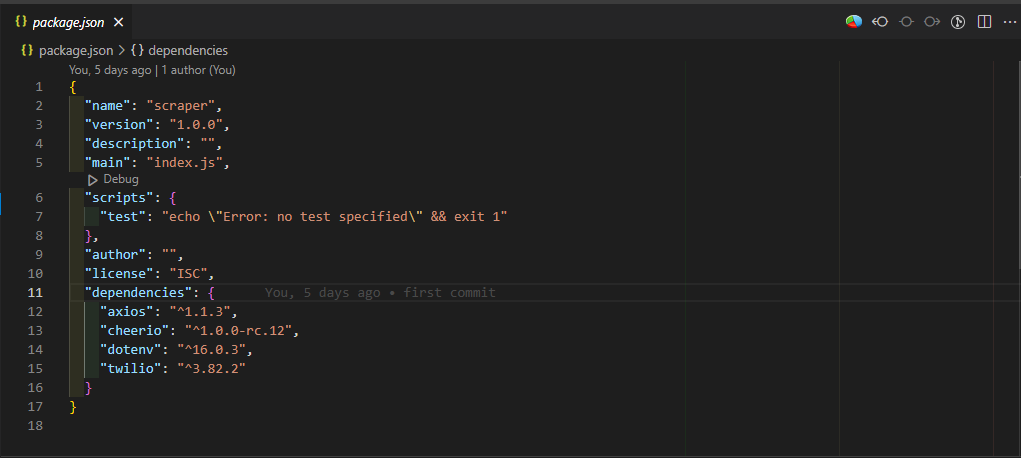 {} package.json ×
{} package.json > {} dependencies
You, 5 days ago | 1 author (You)
1 {
2 "name": "scraper",
3 "version": "1.0.0",
4 "description": "",
5 "main": "index.js",
Debug
6 "scripts": {
7 "test": "echo \"Error: no test specified\" && exit 1"
8 },
9 "author": "",
10 "license": "ISC",
11 "dependencies": { You, 5 days ago • first commit
12 "axios": "^1.1.3",
13 "cheerio": "^1.0.0-rc.12",
14 "dotenv": "^16.0.3",
15 "twilio": "^3.82.2"
16 }
17 }
18